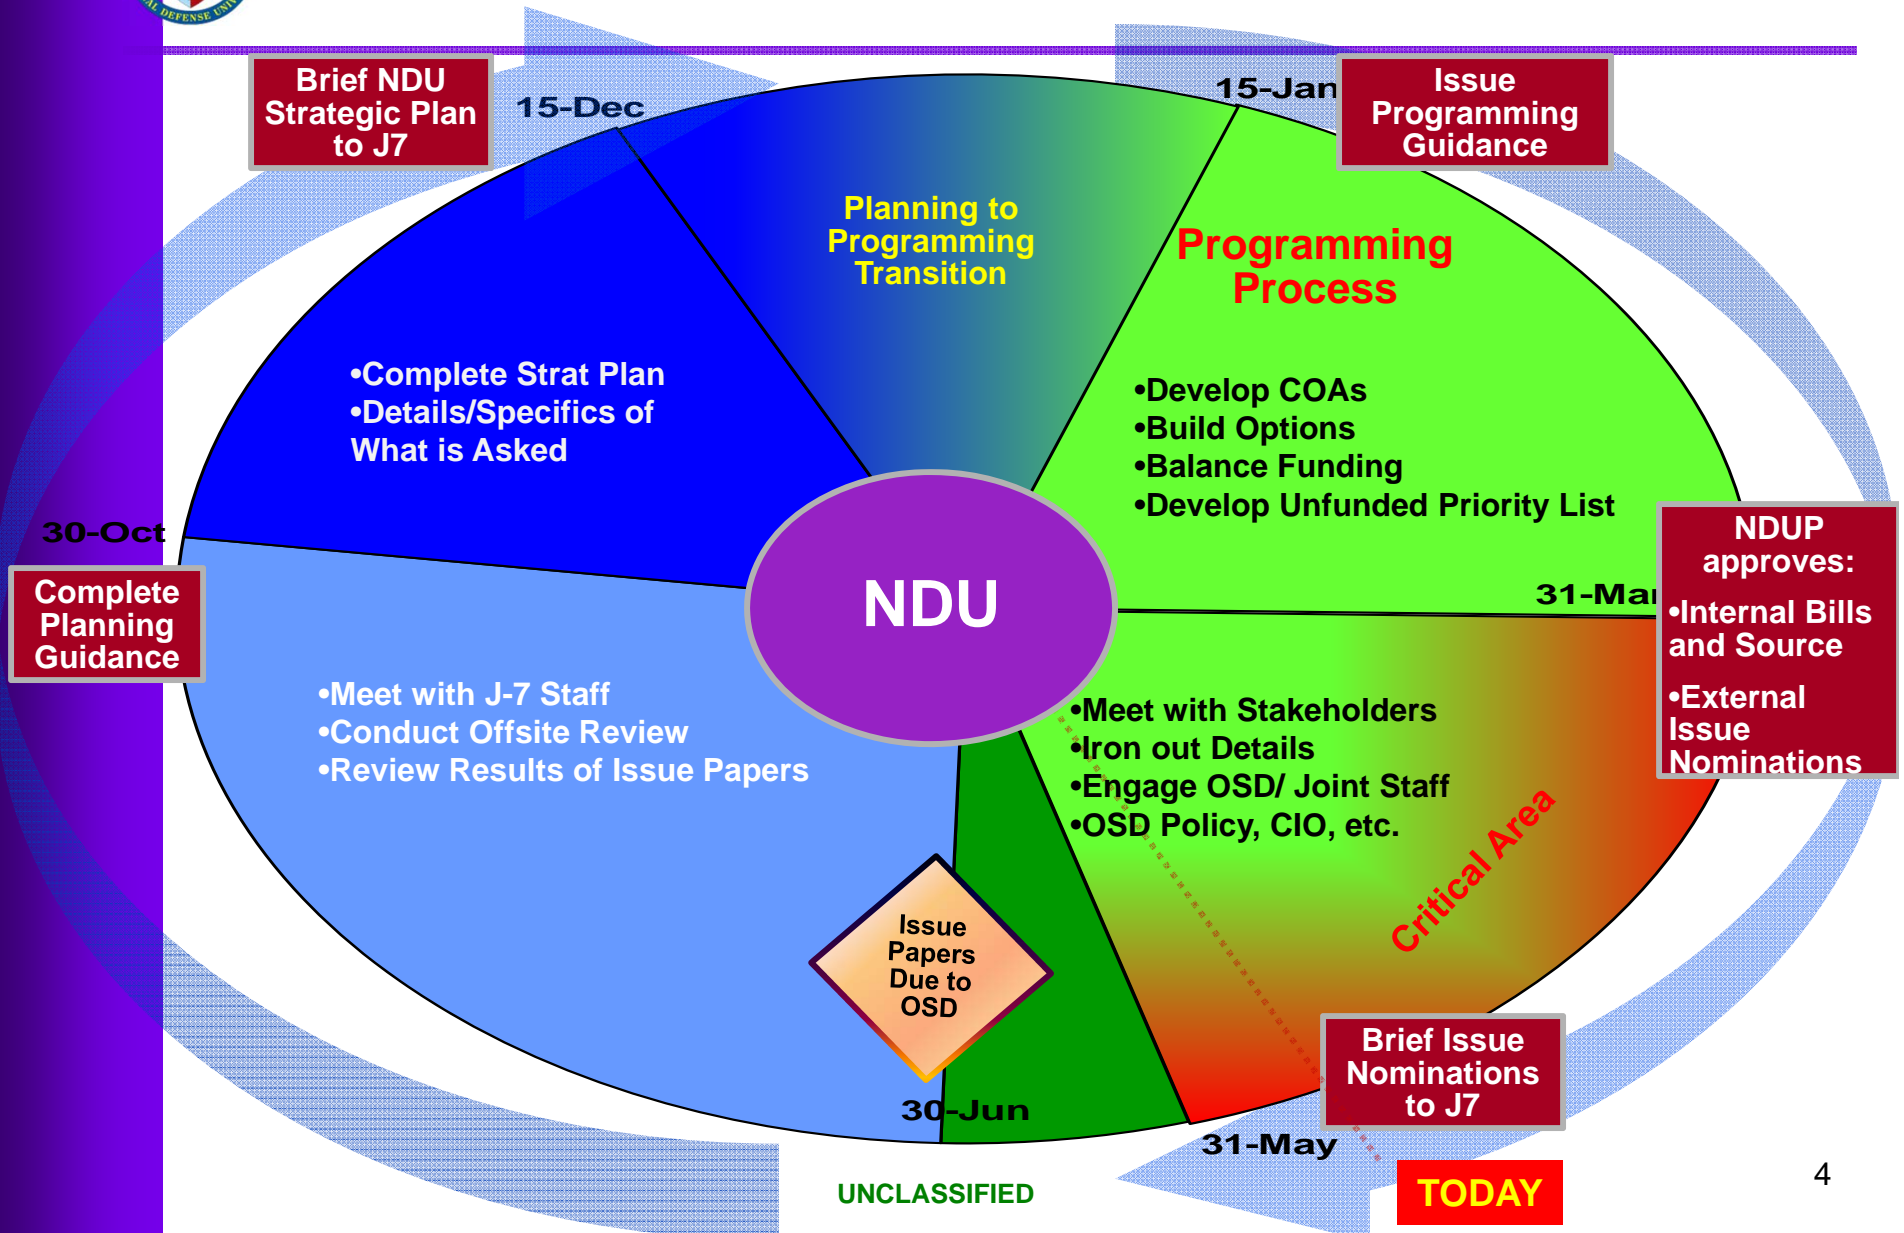 AL DEFENSE UNI
Brief NDU
Strategic Plan
to J7
15-Dec
15-Jan
Issue
Programming
Guidance
Planning to
Programming
Transition
Programming
Process
•Complete Strat Plan
•Details/Specifics of
What is Asked
•Develop COAs
•Build Options
•Balance Funding
•Develop Unfunded Priority List
30-Oct
Complete
Planning
Guidance
NDU
31-Mar
NDUP
approves:
•Internal Bills
and Source
•External
Issue
Nominations
•Meet with J-7 Staff
•Conduct Offsite Review
•Review Results of Issue Papers
•Meet with Stakeholders
•Iron out Details
•Engage OSD/ Joint Staff
•OSD Policy, CIO, etc.
Critical Area
Issue
Papers
Due to
OSD
Brief Issue
Nominations
to J7
30-Jun
31-May
UNCLASSIFIED
TODAY
4